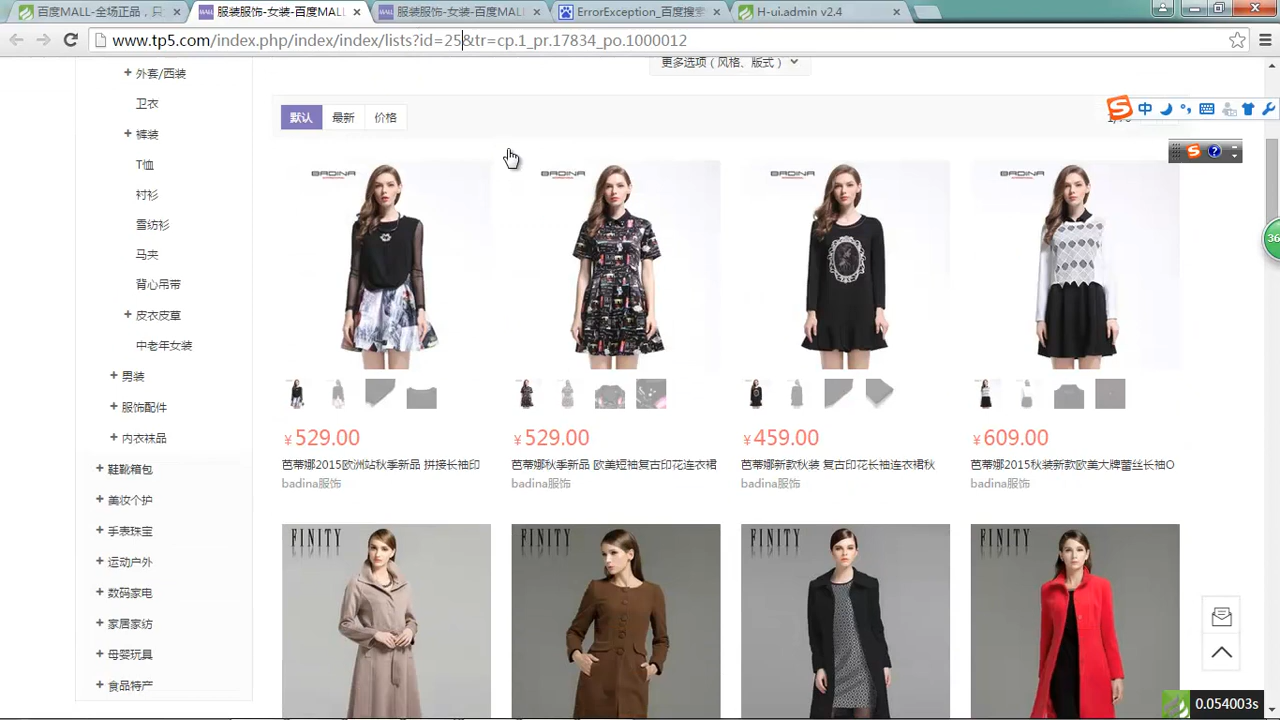 百度MALL-全场正品，只
服装服饰-女装-百度MALL
服装服饰-女装-百度MALL
ErrorException_百度搜索
H-ui.admin v2.4
www.tp5.com/index.php/index/index/lists?id=25&tr=cp.1_pr.17834_po.1000012
外套/西装
更多选项（风格、版式）
卫衣
默认 最新 价格
中
裤装
T恤
衬衫
雪纺衫
马夹
背心吊带
皮衣皮草
中老年女装
男装
服饰配件
内衣袜品
鞋靴箱包
美妆个护
手表珠宝
运动户外
数码家电
家居家纺
母婴玩具
食品特产
BADINA BADINA BADINA BADINA
36
¥529.00 ¥529.00 ¥459.00 ¥609.00
芭蒂娜2015欧洲站秋季新品 拼接长袖印
芭蒂娜秋季新品 欧美短袖复古印花连衣裙
芭蒂娜新款秋装 复古印花长袖连衣裙秋
芭蒂娜2015秋装新款欧美大牌蕾丝长袖O
badina服饰 badina服饰 badina服饰 badina服饰
FINITY FINITY FINITY FINITY
0.054003s